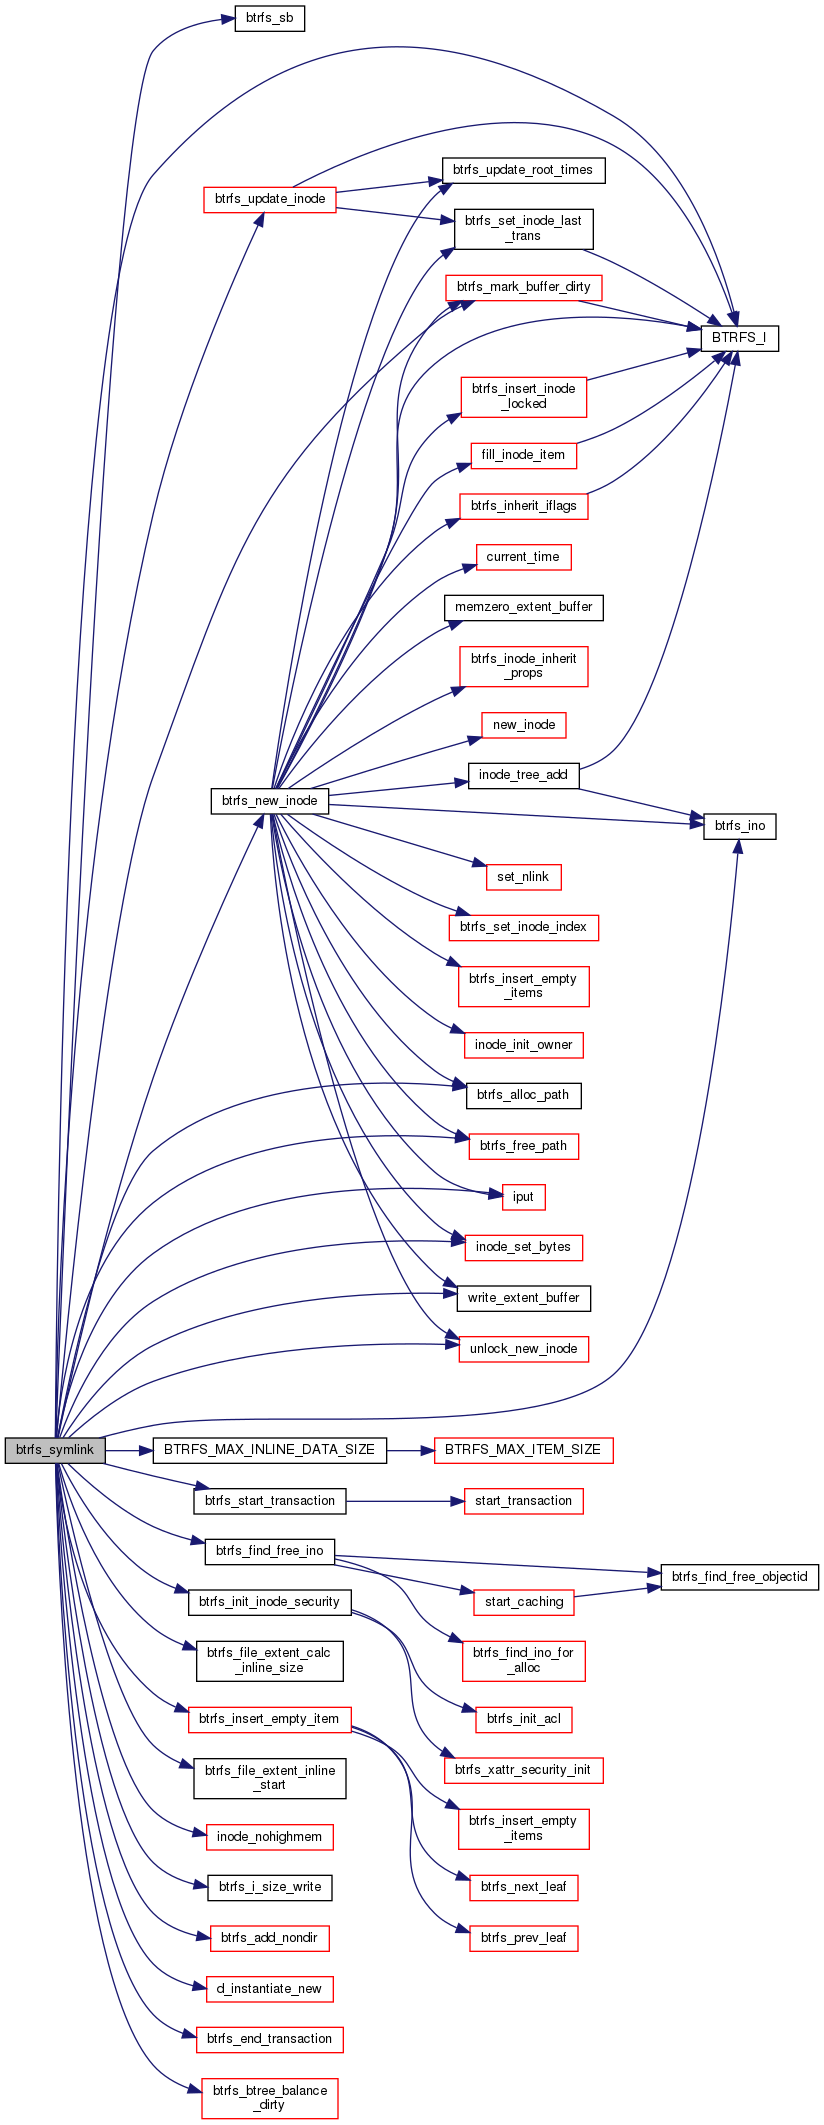 btrfs_sb
btrfs_update_root_times
btrfs_update_inode
btrfs_set_inode_last
_trans
btrfs_mark_buffer_dirty
BTRFS_I
btrfs_insert_inode
_locked
fill_inode_item
btrfs_inherit_iflags
current_time
memzero_extent_buffer
btrfs_inode_inherit
_props
new_inode
inode_tree_add
btrfs_new_inode
btrfs_ino
set_nlink
btrfs_set_inode_index
btrfs_insert_empty
_items
inode_init_owner
btrfs_alloc_path
btrfs_free_path
iput
inode_set_bytes
write_extent_buffer
unlock_new_inode
btrfs_symlink
BTRFS_MAX_INLINE_DATA_SIZE
BTRFS_MAX_ITEM_SIZE
btrfs_start_transaction
start_transaction
btrfs_find_free_ino
btrfs_find_free_objectid
btrfs_init_inode_security
start_caching
btrfs_file_extent_calc
_inline_size
btrfs_find_ino_for
_alloc
btrfs_insert_empty_item
btrfs_init_acl
btrfs_file_extent_inline
_start
btrfs_xattr_security_init
inode_nohighmem
btrfs_insert_empty
_items
btrfs_i_size_write
btrfs_next_leaf
btrfs_add_nondir
btrfs_prev_leaf
d_instantiate_new
btrfs_end_transaction
btrfs_btree_balance
_dirty